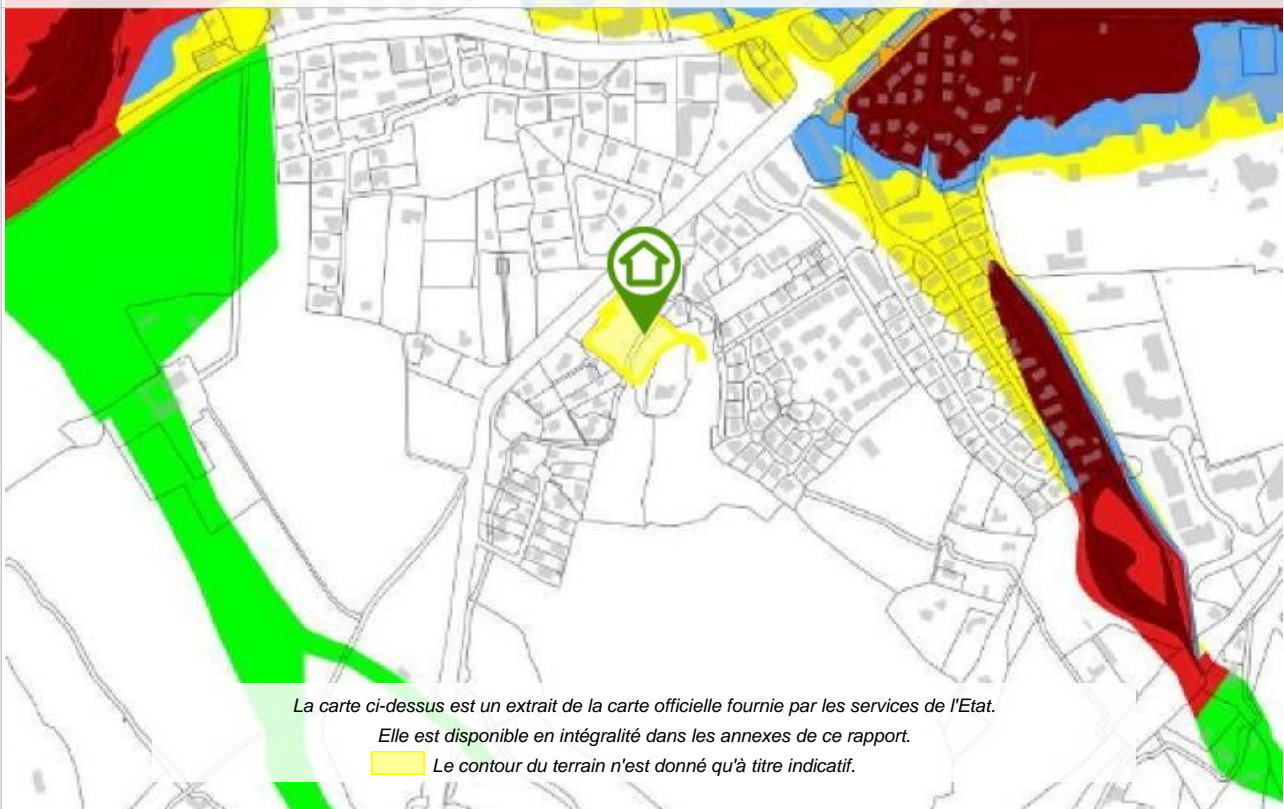 La carte ci-dessus est un extrait de la carte officielle fournie par les services de l'Etat.
Elle est disponible en intégralité dans les annexes de ce rapport.
Le contour du terrain n'est donné qu'à titre indicatif.